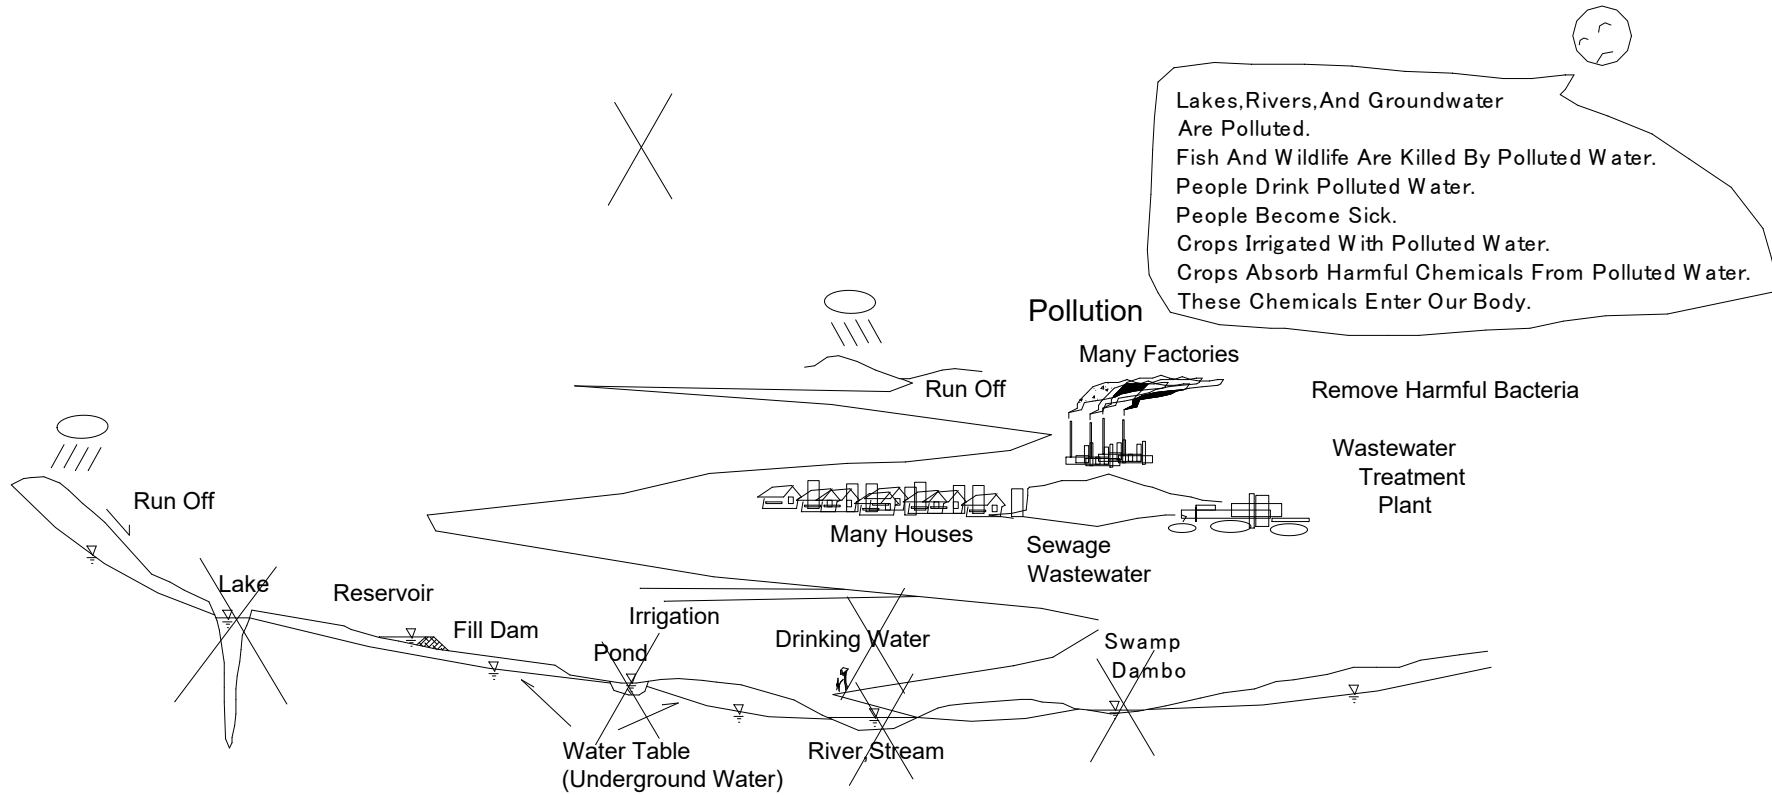 Lakes,Rivers,And Groundwater
Are Polluted.
Fish And Wildlife Are Killed By Polluted Water.
People Drink Polluted Water.
People Become Sick.
Crops Irrigated With Polluted Water.
Crops Absorb Harmful Chemicals From Polluted Water.
These Chemicals Enter Our Body.
Pollution
Many Factories
Run Off
Remove Harmful Bacteria
Wastewater
Treatment
Plant
Run Off
Many Houses
Sewage
Wastewater
Lake
Reservoir
Irrigation
Fill Dam
Drinking Water
Pond
Swamp
Dambo
Water Table
(Underground Water)
River,Stream